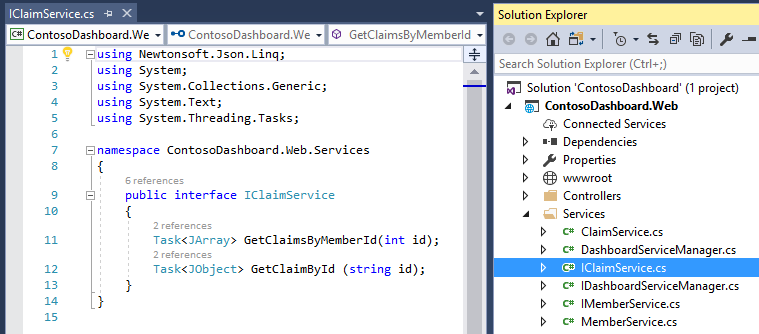 IClaimService.cs
ContosoDashboard.We
ContosoDashboard.We
GetClaimsByMemberId
1 using Newtonsoft.Json.Linq;
2 using System;
3 using System.Collections.Generic;
4 using System.Text;
5 using System.Threading.Tasks;
6
7 namespace ContosoDashboard.Web.Services
8 {
6 references
9 public interface IClaimService
10 {
2 references
11 Task<JArray> GetClaimsByMemberId(int id);
2 references
12 Task<JObject> GetClaimById (string id);
13 }
14 }
15
Solution Explorer
Search Solution Explorer (Ctrl+;)
Solution 'ContosoDashboard' (1 project)
ContosoDashboard.Web
Connected Services
Dependencies
Properties
wwwroot
Controllers
Services
C# ClaimService.cs
C# DashboardServiceManager.cs
C# IClaimService.cs
C# IDashboardServiceManager.cs
C# IMemberService.cs
C# MemberService.cs